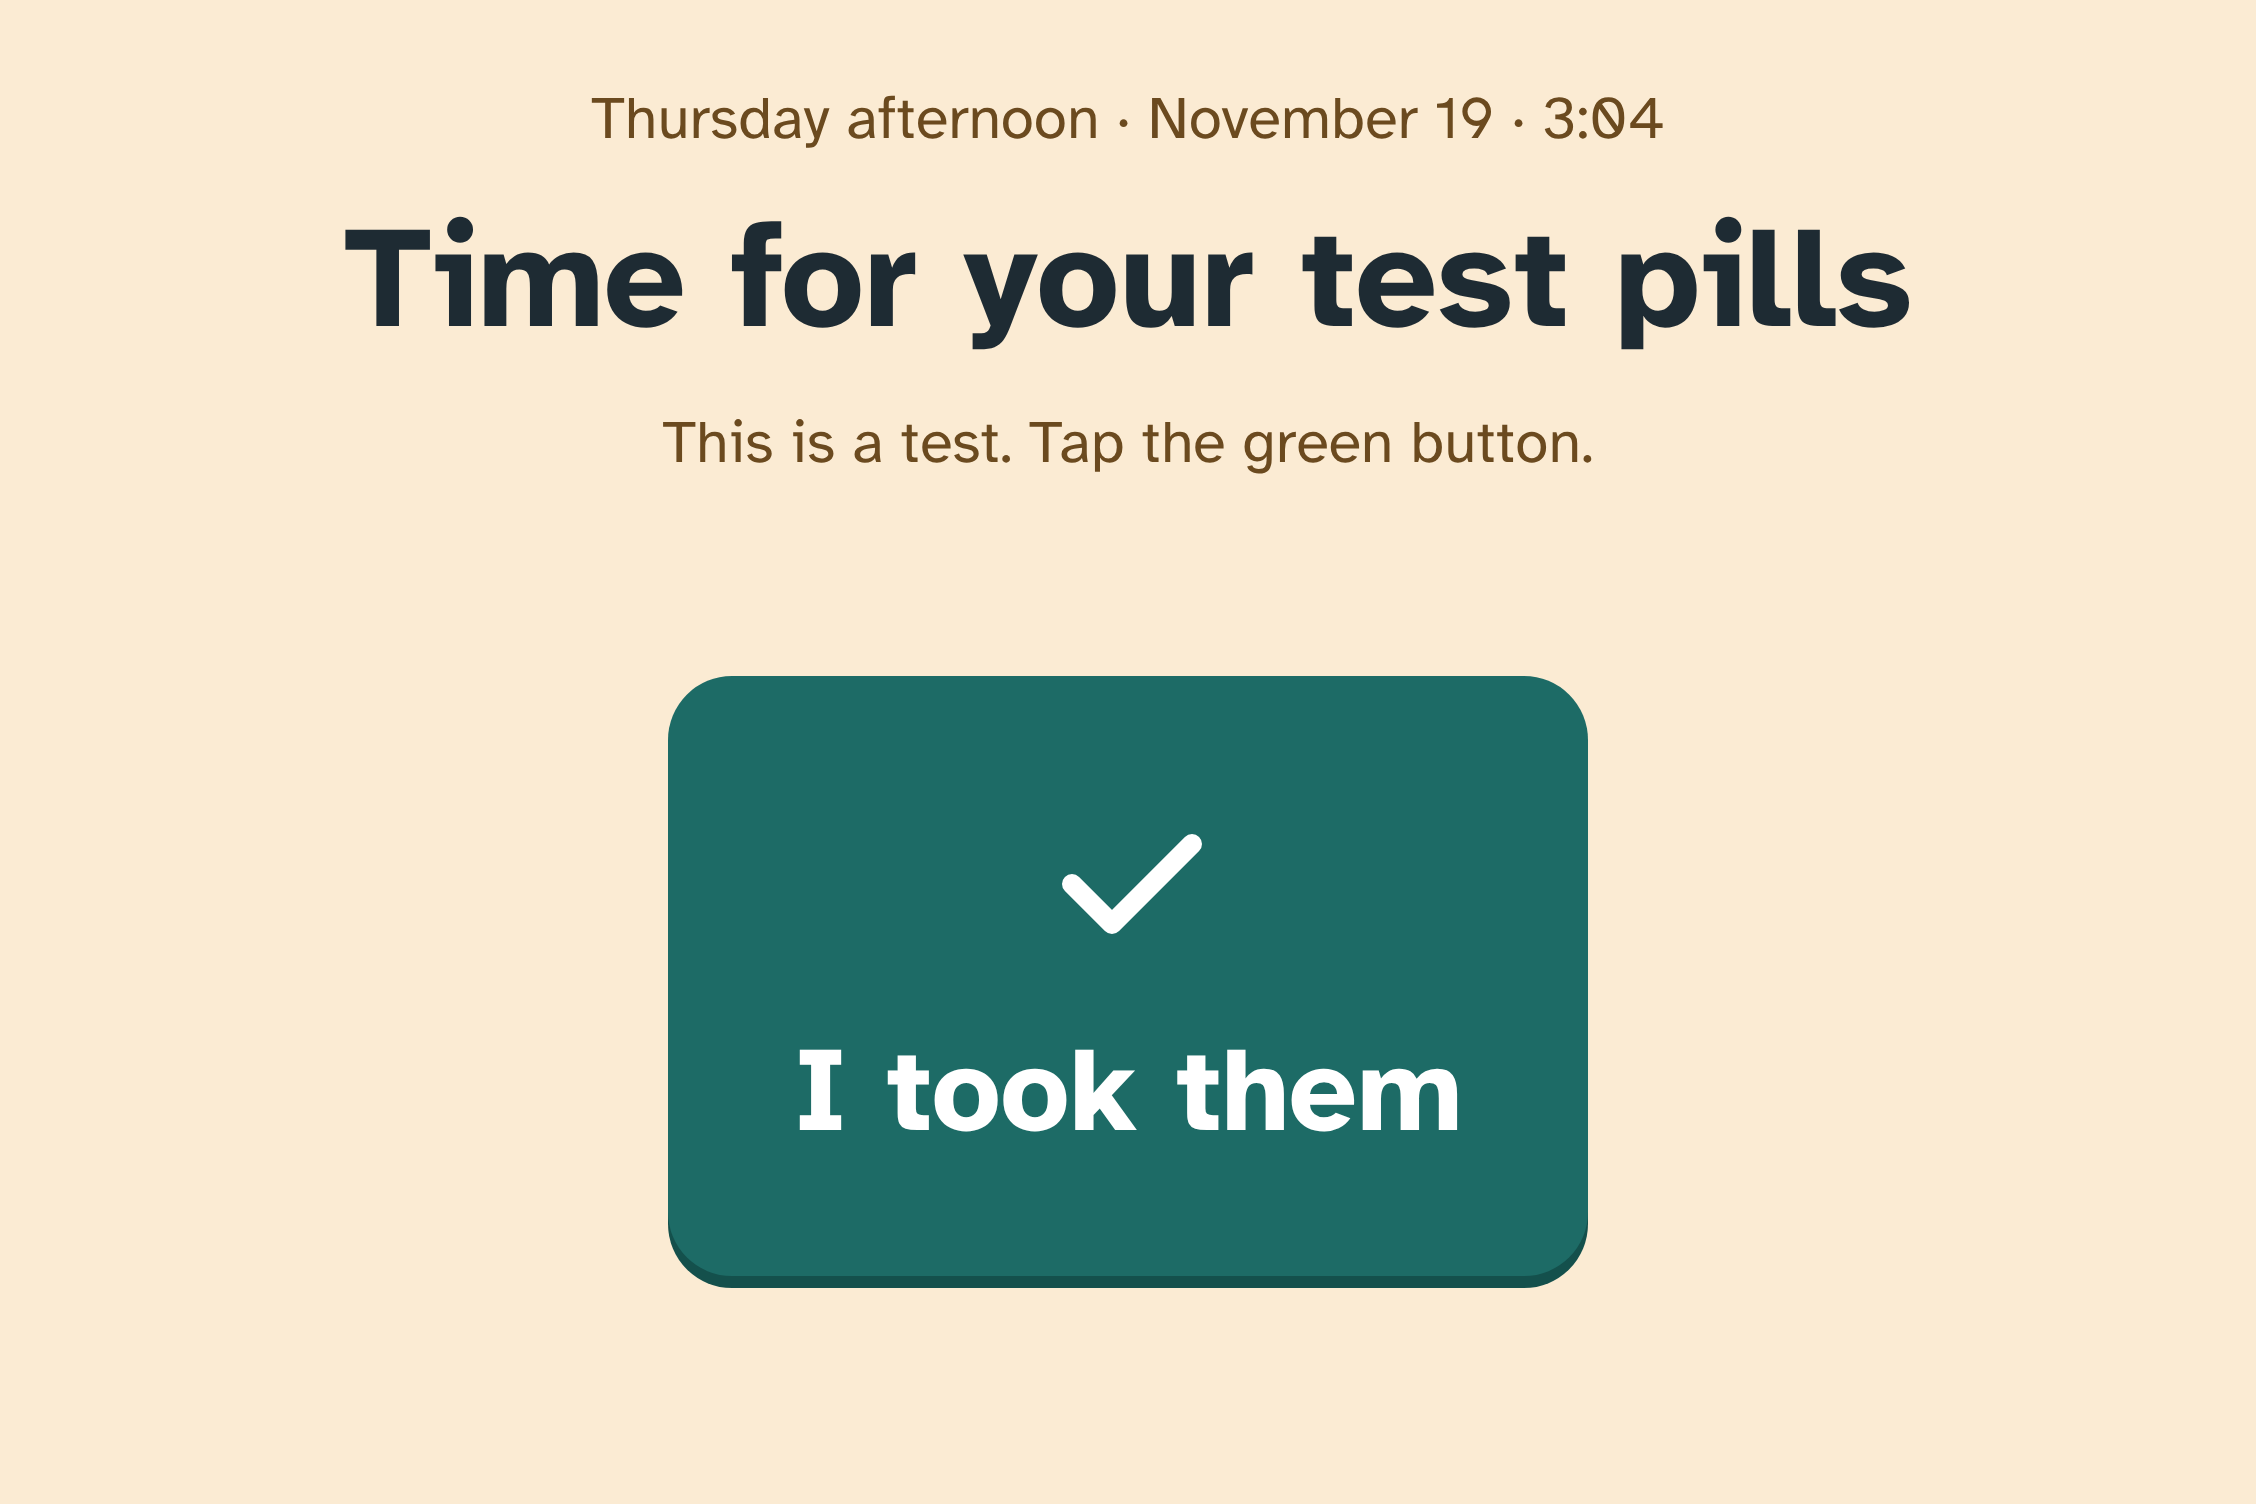 Thursday afternoon · November 19 · 3:04
Time for your test pills
This is a test. Tap the green button.
I took them